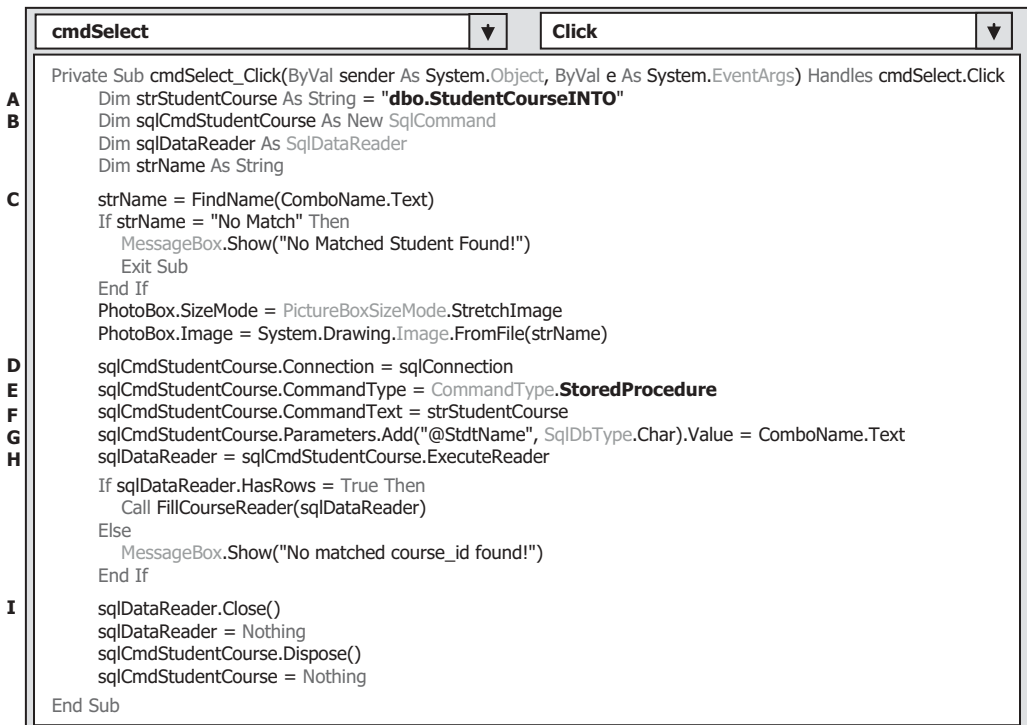 cmdSelect Click
Private Sub cmdSelect_Click(ByVal sender As System.Object, ByVal e As System.EventArgs) Handles cmdSelect.Click
A Dim strStudentCourse As String = "dbo.StudentCourseINTO"
B Dim sqlCmdStudentCourse As New SqlCommand
Dim sqlDataReader As SqlDataReader
Dim strName As String
C strName = FindName(ComboName.Text)
If strName = "No Match" Then
MessageBox.Show("No Matched Student Found!")
Exit Sub
End If
PhotoBox.SizeMode = PictureBoxSizeMode.StretchImage
PhotoBox.Image = System.Drawing.Image.FromFile(strName)
D sqlCmdStudentCourse.Connection = sqlConnection
E sqlCmdStudentCourse.CommandType = CommandType.StoredProcedure
F sqlCmdStudentCourse.CommandText = strStudentCourse
G sqlCmdStudentCourse.Parameters.Add("@StdtName", SqlDbType.Char).Value = ComboName.Text
H sqlDataReader = sqlCmdStudentCourse.ExecuteReader
If sqlDataReader.HasRows = True Then
Call FillCourseReader(sqlDataReader)
Else
MessageBox.Show("No matched course_id found!")
End If
I sqlDataReader.Close()
sqlDataReader = Nothing
sqlCmdStudentCourse.Dispose()
sqlCmdStudentCourse = Nothing
End Sub